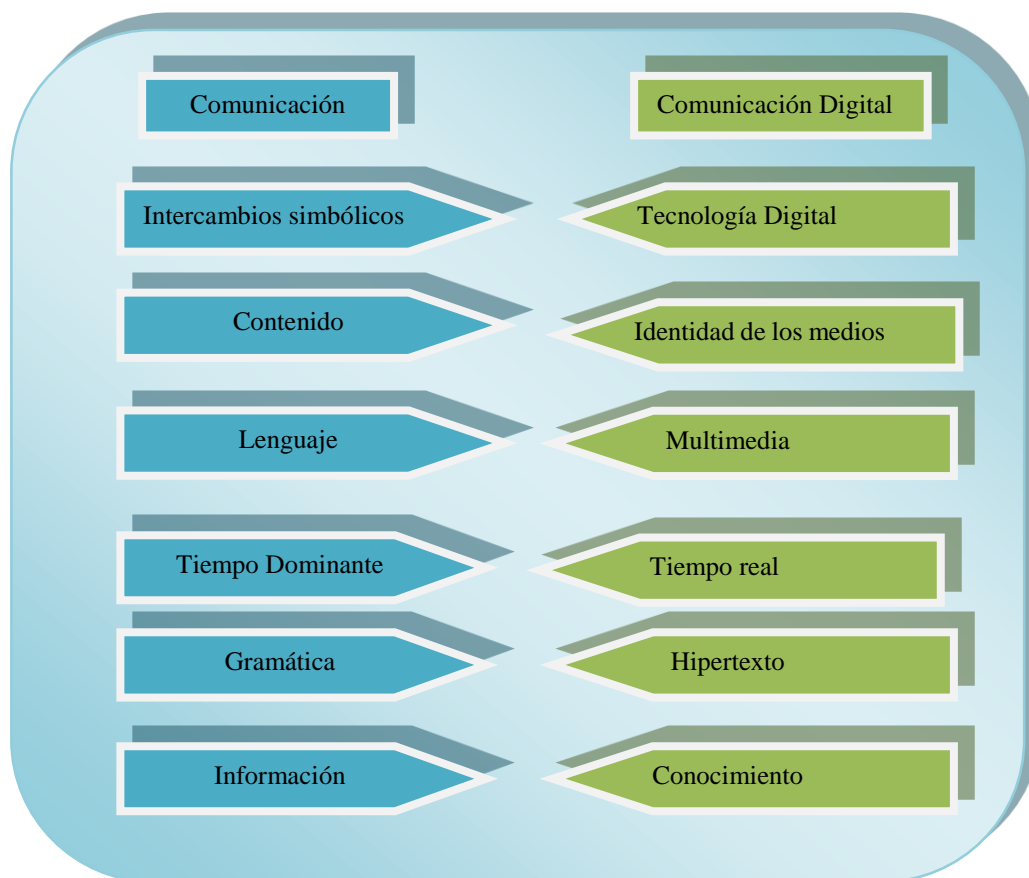 Comunicación
Comunicación Digital
Intercambios simbólicos
Tecnología Digital
Contenido
Identidad de los medios
Lenguaje
Multimedia
Tiempo Dominante
Tiempo real
Gramática
Hipertexto
Información
Conocimiento